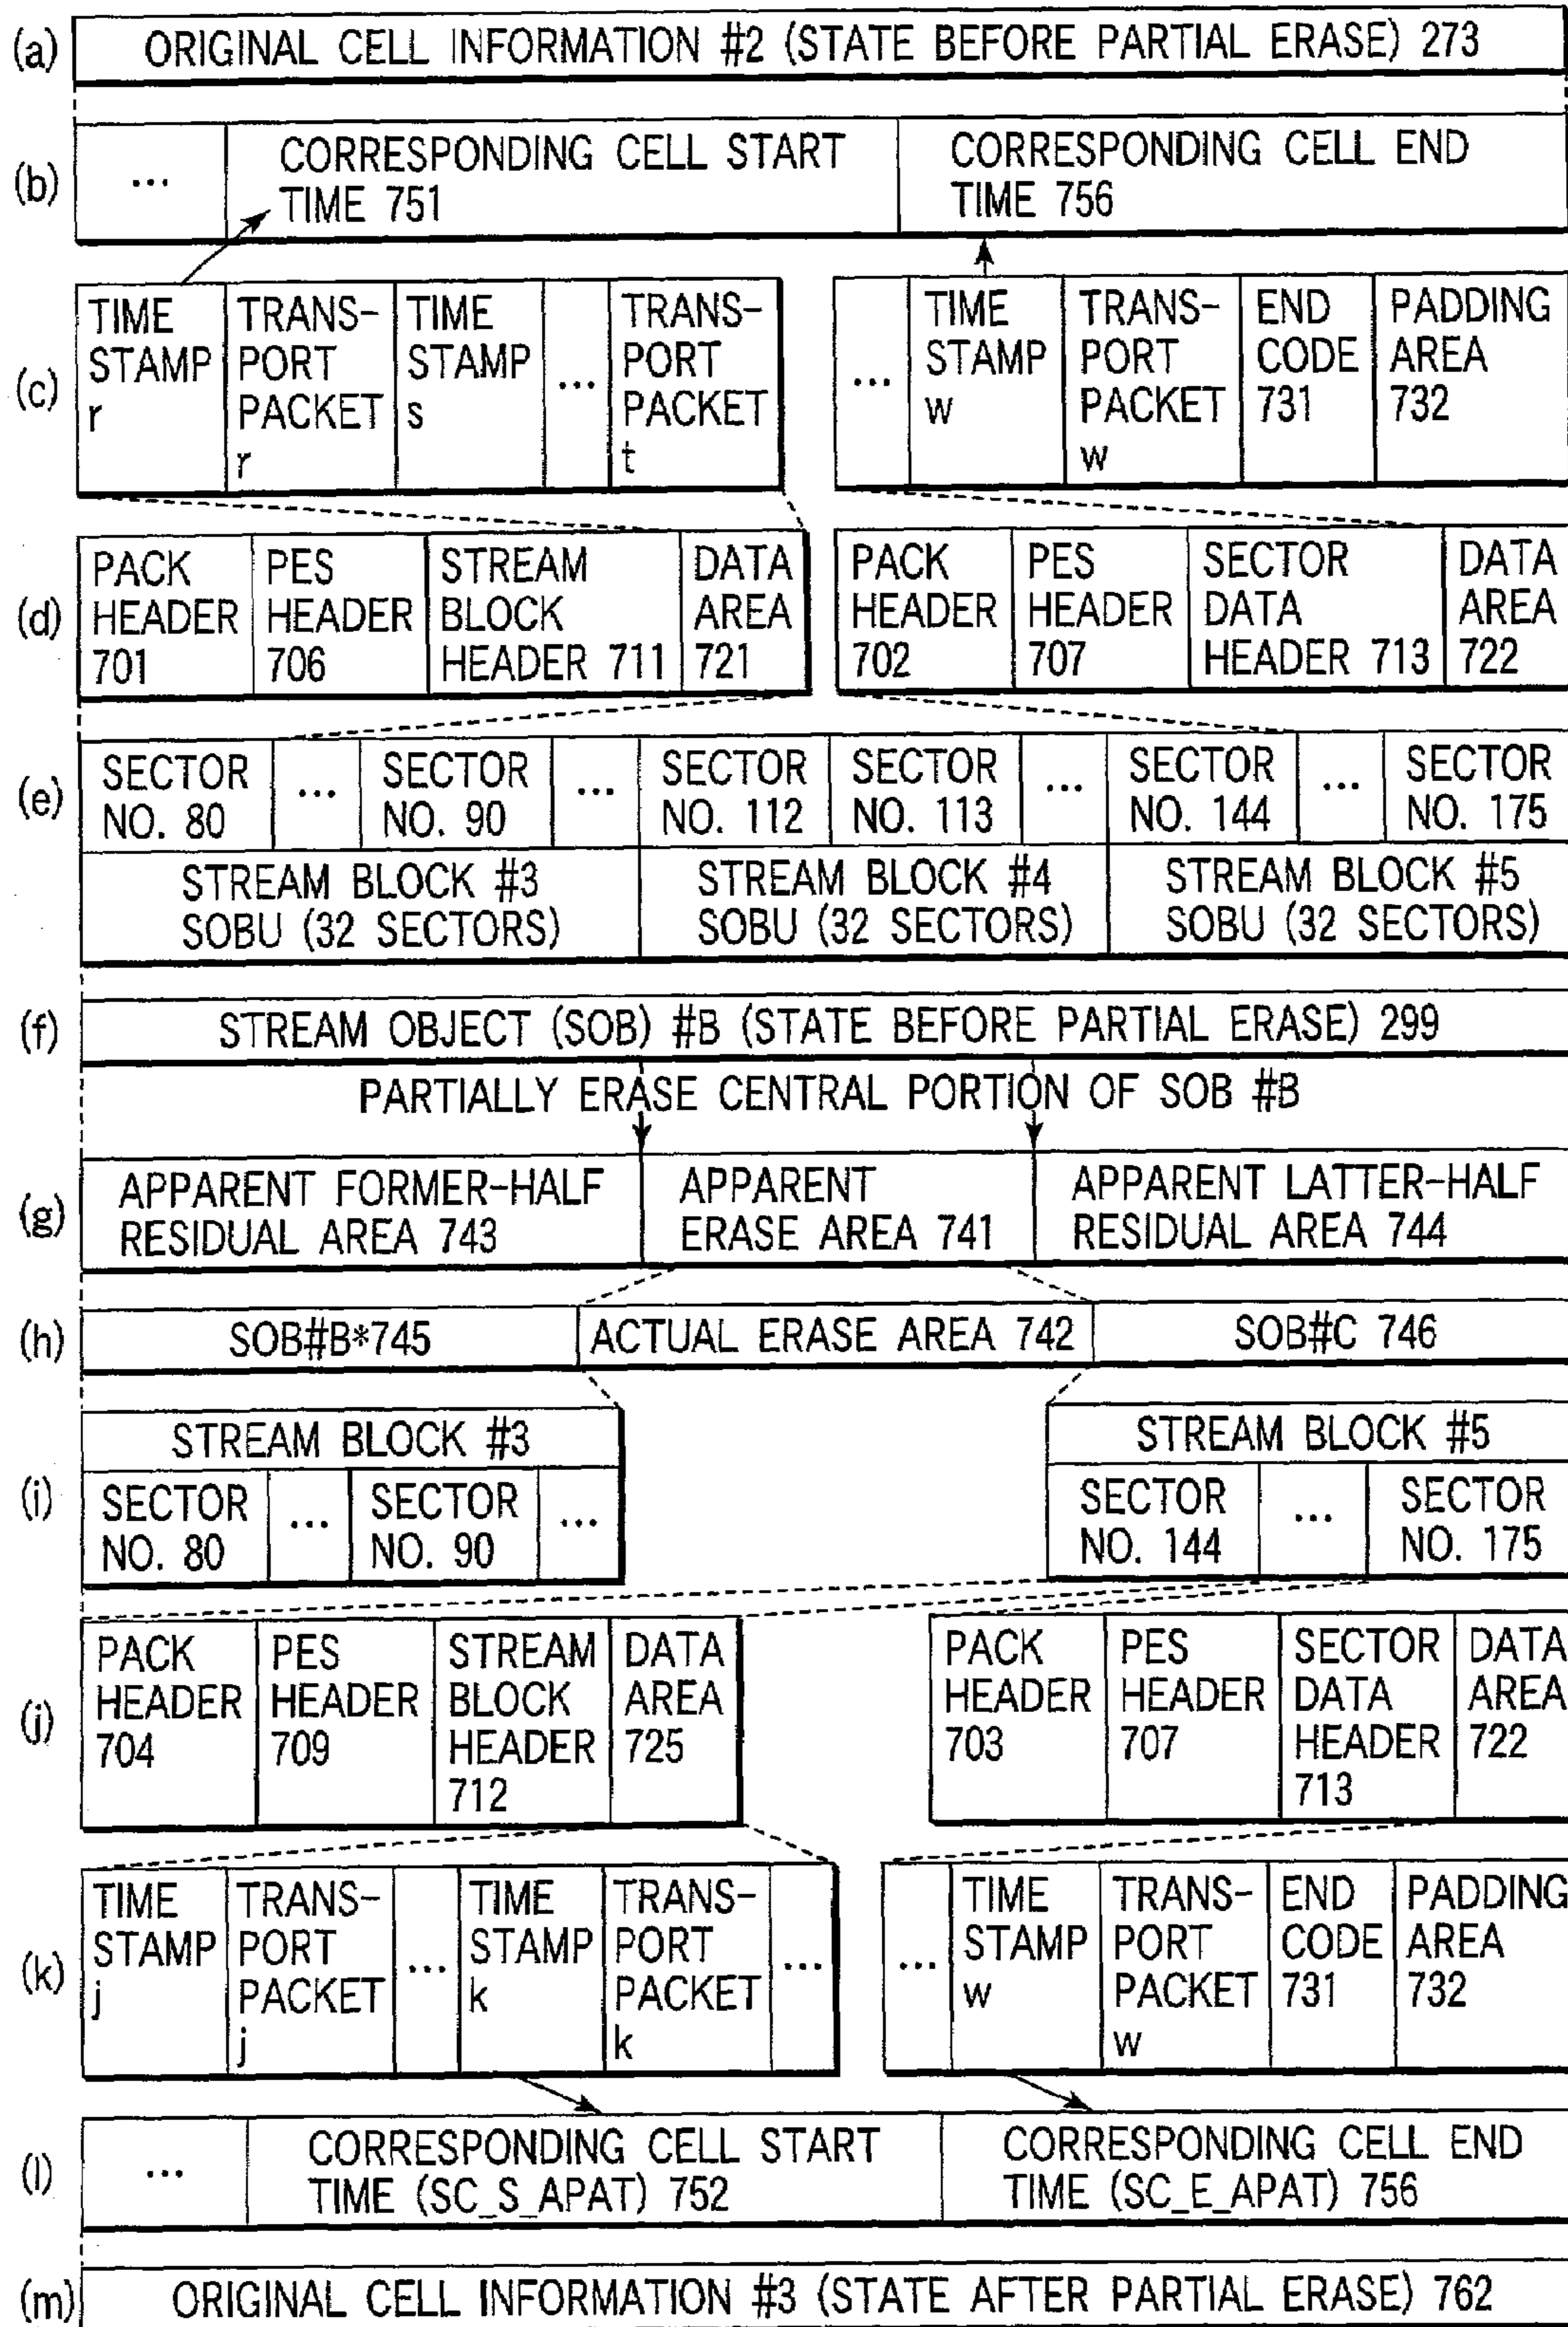 (a) ORIGINAL CELL INFORMATION #2 (STATE BEFORE PARTIAL ERASE) 273
(b)
...
CORRESPONDING CELL START
TIME 751
CORRESPONDING CELL END
TIME 756
(c)
TIME
STAMP
r
TRANS-
PORT
PACKET
r
TIME
STAMP
s
...
TRANS-
PORT
PACKET
t
...
TIME
STAMP
w
TRANS-
PORT
PACKET
w
END
CODE
731
PADDING
AREA
732
(d)
PACK
HEADER
701
PES
HEADER
706
STREAM
BLOCK
HEADER 711
DATA
AREA
721
PACK
HEADER
702
PES
HEADER
707
SECTOR
DATA
HEADER 713
DATA
AREA
722
(e)
SECTOR
NO. 80
...
SECTOR
NO. 90
...
SECTOR
NO. 112
SECTOR
NO. 113
...
SECTOR
NO. 144
...
SECTOR
NO. 175
STREAM BLOCK #3
SOBU (32 SECTORS)
STREAM BLOCK #4
SOBU (32 SECTORS)
STREAM BLOCK #5
SOBU (32 SECTORS)
(f) STREAM OBJECT (SOB) #B (STATE BEFORE PARTIAL ERASE) 299
PARTIALLY ERASE CENTRAL PORTION OF SOB #B
(g)
APPARENT FORMER-HALF
RESIDUAL AREA 743
APPARENT
ERASE AREA 741
APPARENT LATTER-HALF
RESIDUAL AREA 744
(h)
SOB#B*745
ACTUAL ERASE AREA 742
SOB#C 746
(i)
STREAM BLOCK #3
SECTOR
NO. 80
...
SECTOR
NO. 90
...
STREAM BLOCK #5
SECTOR
NO. 144
...
SECTOR
NO. 175
(j)
PACK
HEADER
704
PES
HEADER
709
STREAM
BLOCK
HEADER
712
DATA
AREA
725
PACK
HEADER
703
PES
HEADER
707
SECTOR
DATA
HEADER
713
DATA
AREA
722
(k)
TIME
STAMP
j
TRANS-
PORT
PACKET
j
...
TIME
STAMP
k
TRANS-
PORT
PACKET
k
...
...
TIME
STAMP
w
TRANS-
PORT
PACKET
w
END
CODE
731
PADDING
AREA
732
(l)
...
CORRESPONDING CELL START
TIME (SC_S_APAT) 752
CORRESPONDING CELL END
TIME (SC_E_APAT) 756
(m) ORIGINAL CELL INFORMATION #3 (STATE AFTER PARTIAL ERASE) 762